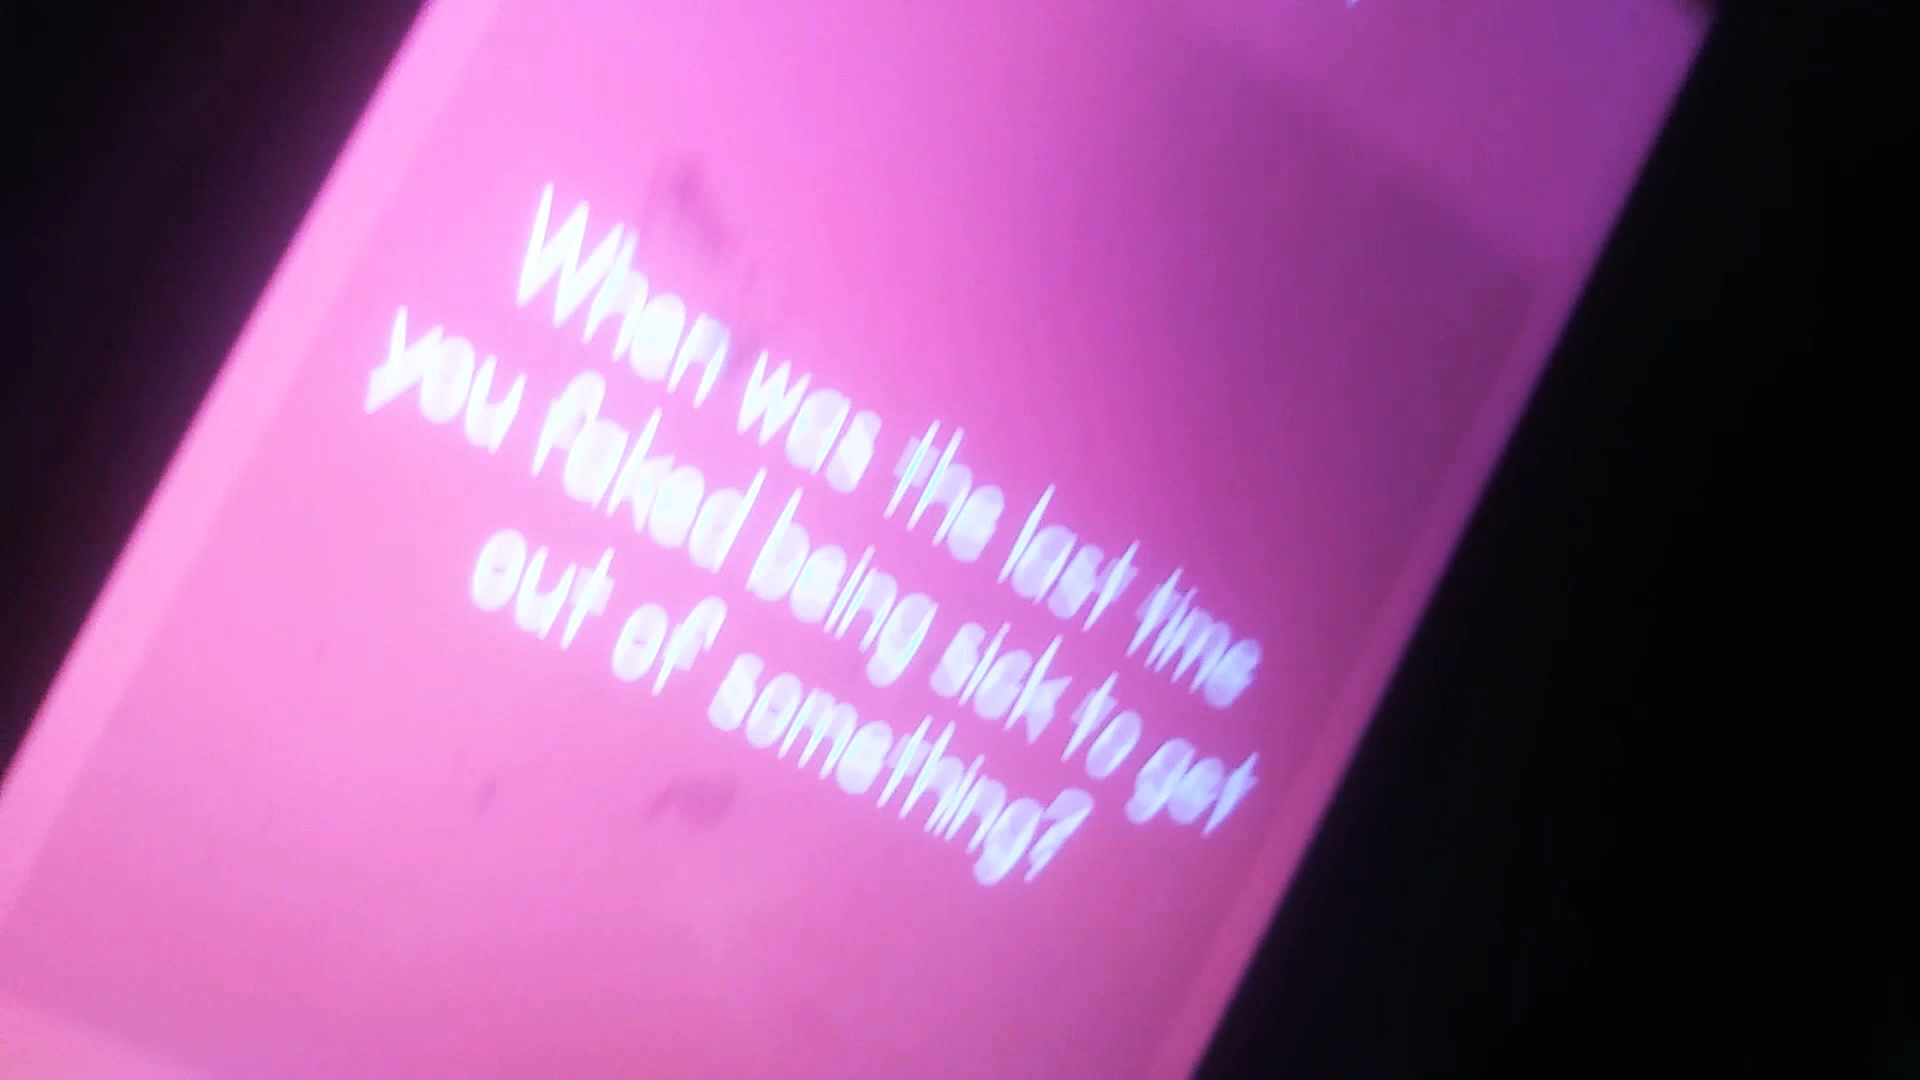 When was the last time
you faked being sick to get
out of something?